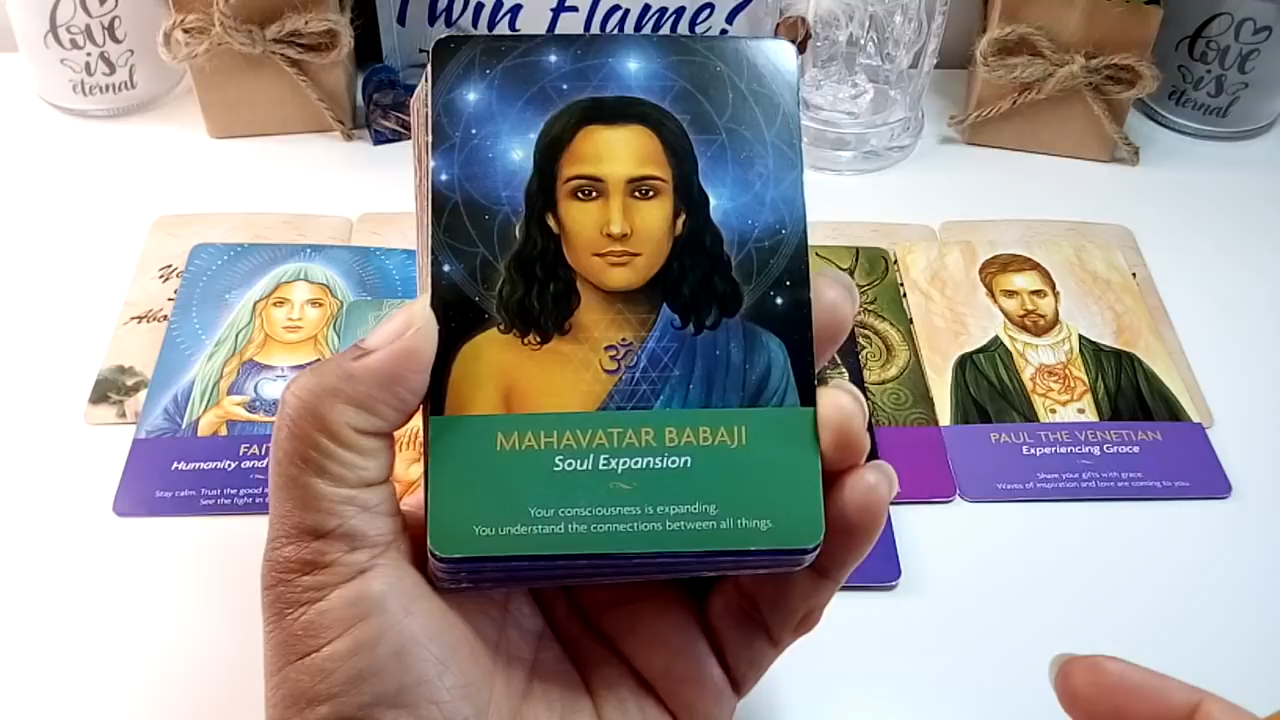 Twin Flame?
love
is
eternal
love
is
eternal
MAHAVATAR BABAJI
Soul Expansion
Your consciousness is expanding.
You understand the connections between all things.
Humanity and
Stay calm. Trust the good
See the light in
PAUL THE VENETIAN
Experiencing Grace
Share your gifts with grace.
Waves of inspiration and love are coming to you.
ॐ